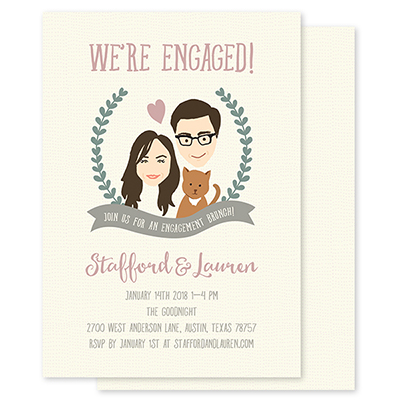 WE'RE ENGAGED!
JOIN US FOR AN ENGAGEMENT BRUNCH!
Stafford & Lauren
JANUARY 14TH 2018 1–4 PM
THE GOODNIGHT
2700 WEST ANDERSON LANE, AUSTIN, TEXAS 78757
RSVP BY JANUARY 1ST AT STAFFORDANDLAUREN.COM